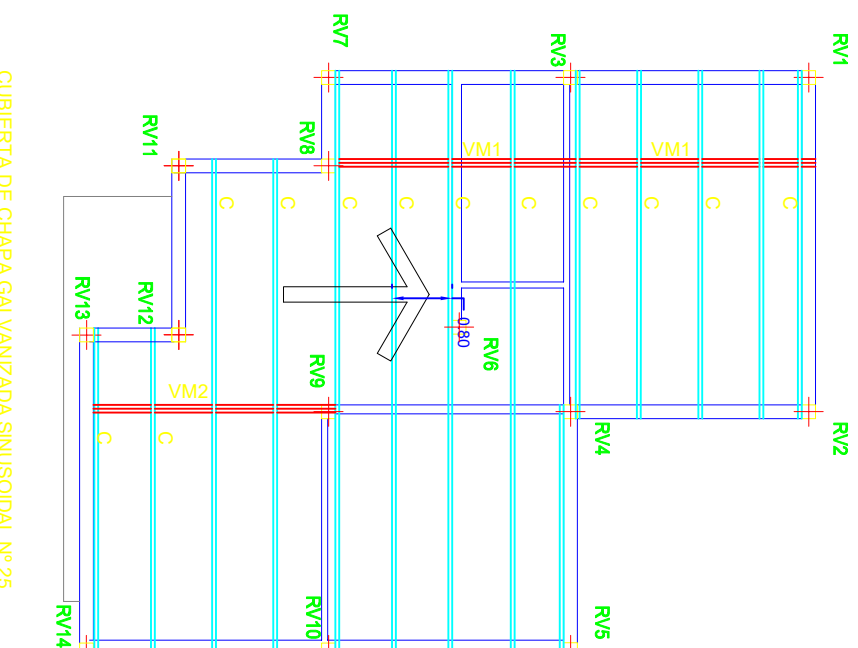 RV7
RV3
RV1
RV11
RV8
VM1
VM1
C
C
C
C
C
C
C
C
C
C
RV13
RV12
0.80
RV6
RV9
VM2
RV4
RV2
C
C
RV14
RV10
RV5
CUBIERTA DE CHAPA GALVANIZADA SINUSOIDAL N° 25